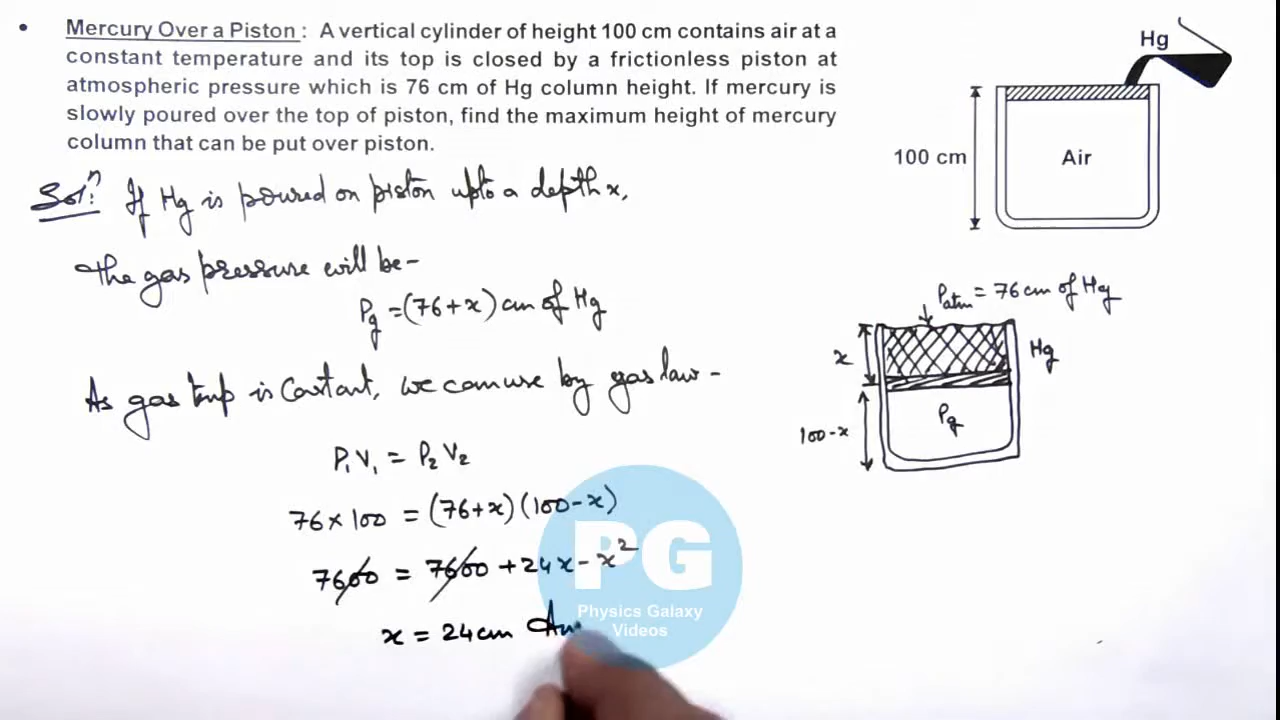 • Mercury Over a Piston : A vertical cylinder of height 100 cm contains air at a
constant temperature and its top is closed by a frictionless piston at
atmospheric pressure which is 76 cm of Hg column height. If mercury is
slowly poured over the top of piston, find the maximum height of mercury
column that can be put over piston.
Hg
100 cm
Air
Solⁿ: If Hg is poured on piston upto a depth x,
The gas pressure will be-
Pg = (76+x) cm of Hg
As gas temp is Constant, we can use by gas law -
P₁V₁ = P₂V₂
76 × 100 = (76+x)(100-x)
7600 = 7600 + 24x - x²
x = 24cm
Patm = 76 cm of Hg
x
Hg
100-x
Pg
PG
Physics Galaxy
Videos